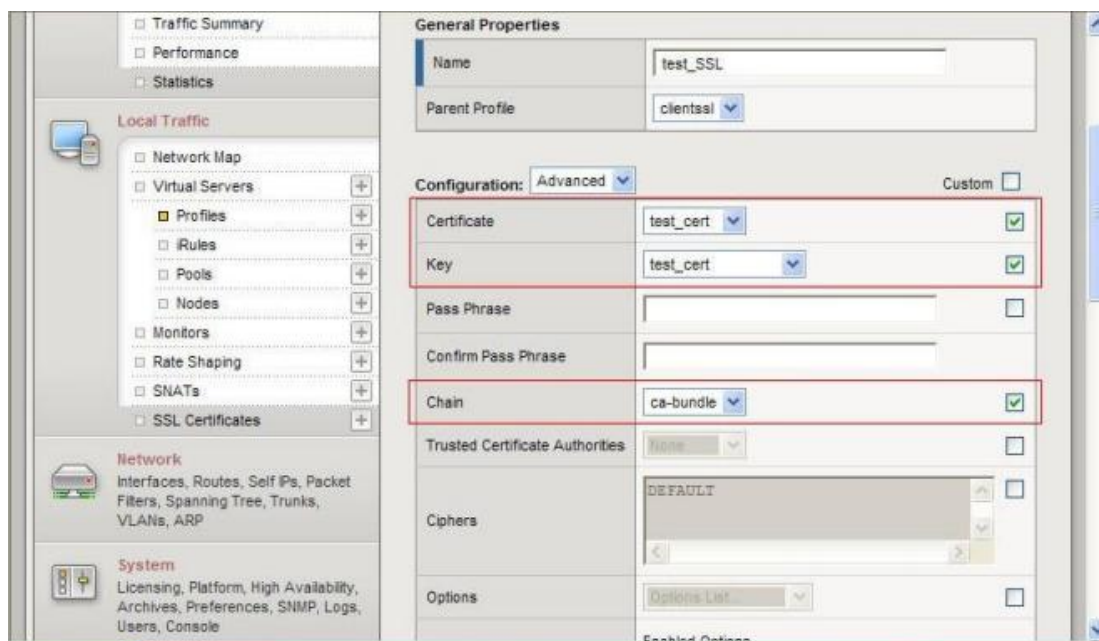 Traffic Summary
Performance
Statistics
Local Traffic
Network Map
Virtual Servers
Profiles
iRules
Pools
Nodes
Monitors
Rate Shaping
SNATs
SSL Certificates
Network
Interfaces, Routes, Self IPs, Packet
Filters, Spanning Tree, Trunks,
VLANs, ARP
System
Licensing, Platform, High Availability,
Archives, Preferences, SNMP, Logs,
Users, Console
General Properties
Name test_SSL
Parent Profile clientssl
Configuration: Advanced Custom
Certificate test_cert
Key test_cert
Pass Phrase
Confirm Pass Phrase
Chain ca-bundle
Trusted Certificate Authorities None
Ciphers DEFAULT
Options Options List...
Enabled Options